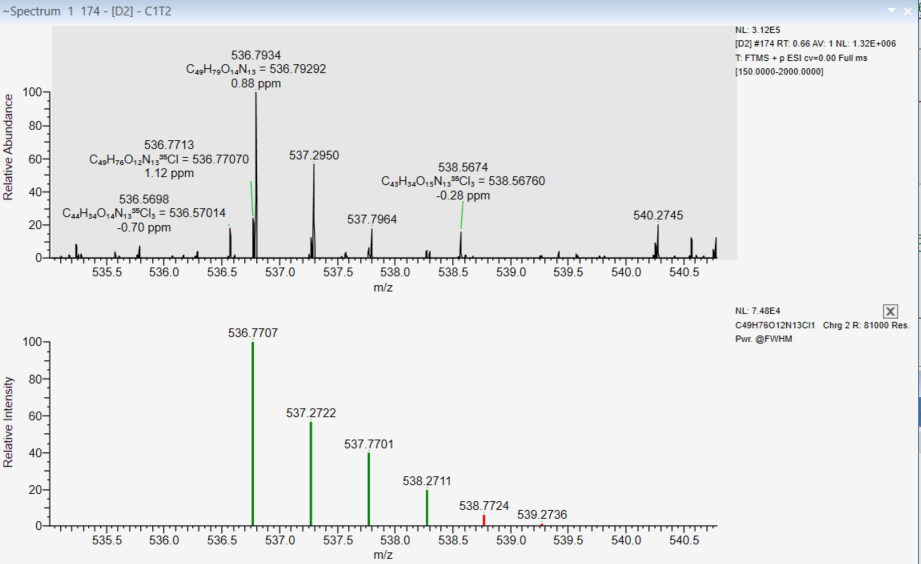 ~Spectrum 1 174 - [D2] - C1T2
NL: 3.12E5
[D2] #174 RT: 0.66 AV: 1 NL: 1.32E+006
T: FTMS + p ESI cv=0.00 Full ms
[150.0000-2000.0000]
536.7934
C₄₉H₇₉O₁₄N₁₃ = 536.79292
0.88 ppm
536.7713
C₄₉H₇₆O₁₂N₁₃³⁵Cl = 536.77070
1.12 ppm
537.2950
538.5674
C₄₃H₃₄O₁₅N₁₃³⁵Cl₃ = 538.56760
-0.28 ppm
536.5698
C₄₄H₃₄O₁₄N₁₃³⁵Cl₃ = 536.57014
-0.70 ppm
537.7964
540.2745
Relative Abundance
100
80
60
40
20
0
535.5 536.0 536.5 537.0 537.5 538.0 538.5 539.0 539.5 540.0 540.5
m/z
NL: 7.48E4
C49H76O12N13Cl1 Chrg 2 R: 81000 Res.
Pwr. @FWHM
X
536.7707
537.2722
537.7701
538.2711
538.7724
539.2736
Relative Intensity
100
80
60
40
20
0
535.5 536.0 536.5 537.0 537.5 538.0 538.5 539.0 539.5 540.0 540.5
m/z